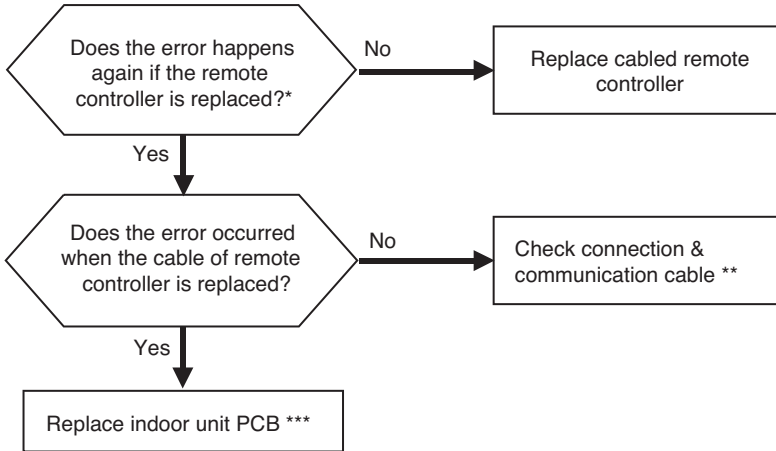 Does the error happens
again if the remote
controller is replaced?*
No
Replace cabled remote
controller
Yes
Does the error occurred
when the cable of remote
controller is replaced?
No
Check connection &
communication cable **
Yes
Replace indoor unit PCB ***